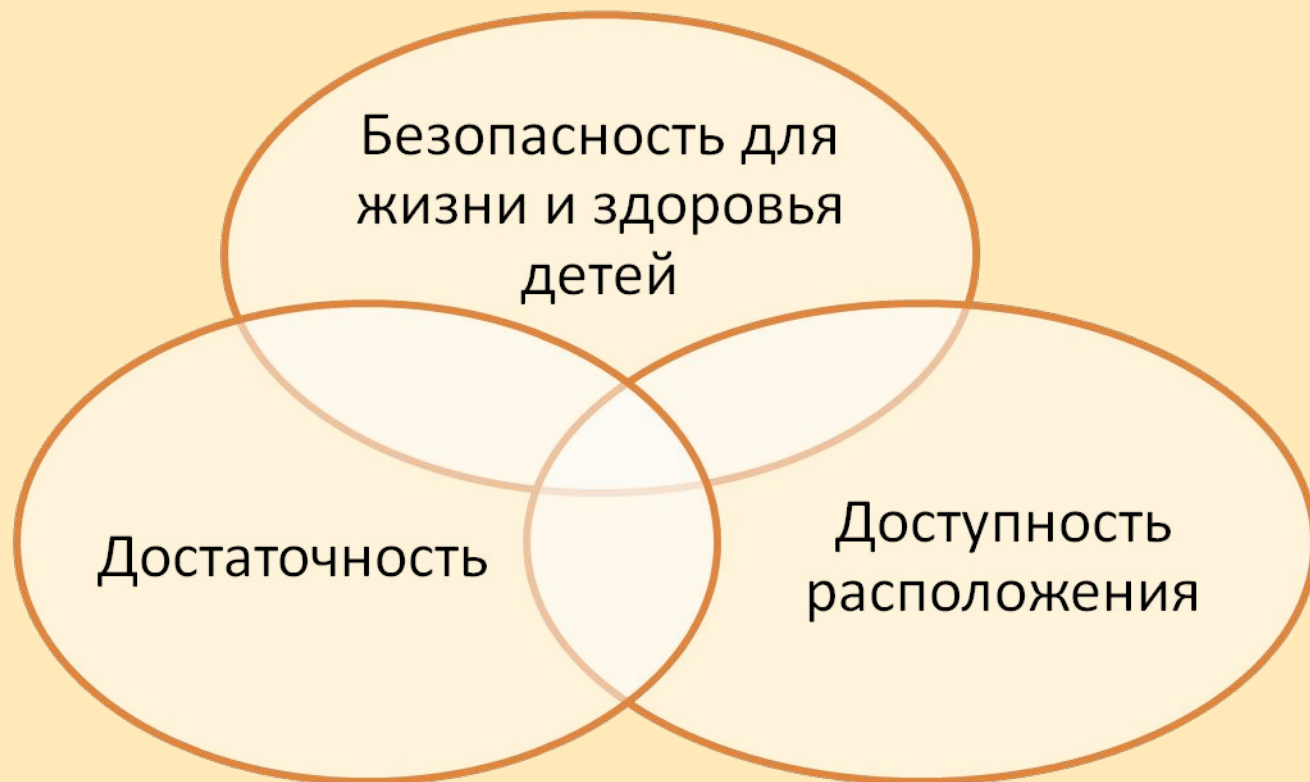 Безопасность для
жизни и здоровья
детей
Достаточность
Доступность
расположения